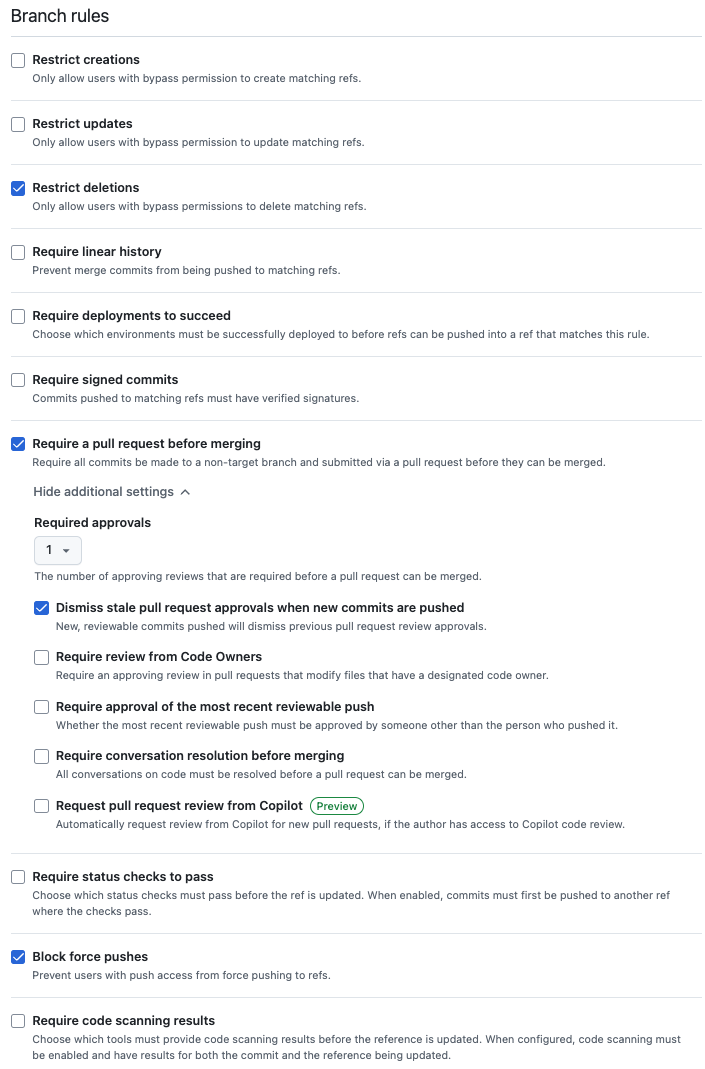 Branch rules
Restrict creations
Only allow users with bypass permission to create matching refs.
Restrict updates
Only allow users with bypass permission to update matching refs.
Restrict deletions
Only allow users with bypass permissions to delete matching refs.
Require linear history
Prevent merge commits from being pushed to matching refs.
Require deployments to succeed
Choose which environments must be successfully deployed to before refs can be pushed into a ref that matches this rule.
Require signed commits
Commits pushed to matching refs must have verified signatures.
Require a pull request before merging
Require all commits be made to a non-target branch and submitted via a pull request before they can be merged.
Hide additional settings
Required approvals
1
The number of approving reviews that are required before a pull request can be merged.
Dismiss stale pull request approvals when new commits are pushed
New, reviewable commits pushed will dismiss previous pull request review approvals.
Require review from Code Owners
Require an approving review in pull requests that modify files that have a designated code owner.
Require approval of the most recent reviewable push
Whether the most recent reviewable push must be approved by someone other than the person who pushed it.
Require conversation resolution before merging
All conversations on code must be resolved before a pull request can be merged.
Request pull request review from Copilot Preview
Automatically request review from Copilot for new pull requests, if the author has access to Copilot code review.
Require status checks to pass
Choose which status checks must pass before the ref is updated. When enabled, commits must first be pushed to another ref
where the checks pass.
Block force pushes
Prevent users with push access from force pushing to refs.
Require code scanning results
Choose which tools must provide code scanning results before the reference is updated. When configured, code scanning must
be enabled and have results for both the commit and the reference being updated.